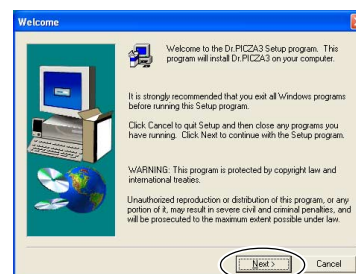 Welcome
Welcome to the Dr.PICZA3 Setup program. This
program will install Dr.PICZA3 on your computer.
It is strongly recommended that you exit all Windows programs
before running this Setup program.
Click Cancel to quit Setup and then close any programs you
have running. Click Next to continue with the Setup program.
WARNING: This program is protected by copyright law and
international treaties.
Unauthorized reproduction or distribution of this program, or any
portion of it, may result in severe civil and criminal penalties, and
will be prosecuted to the maximum extent possible under law.
Next > Cancel